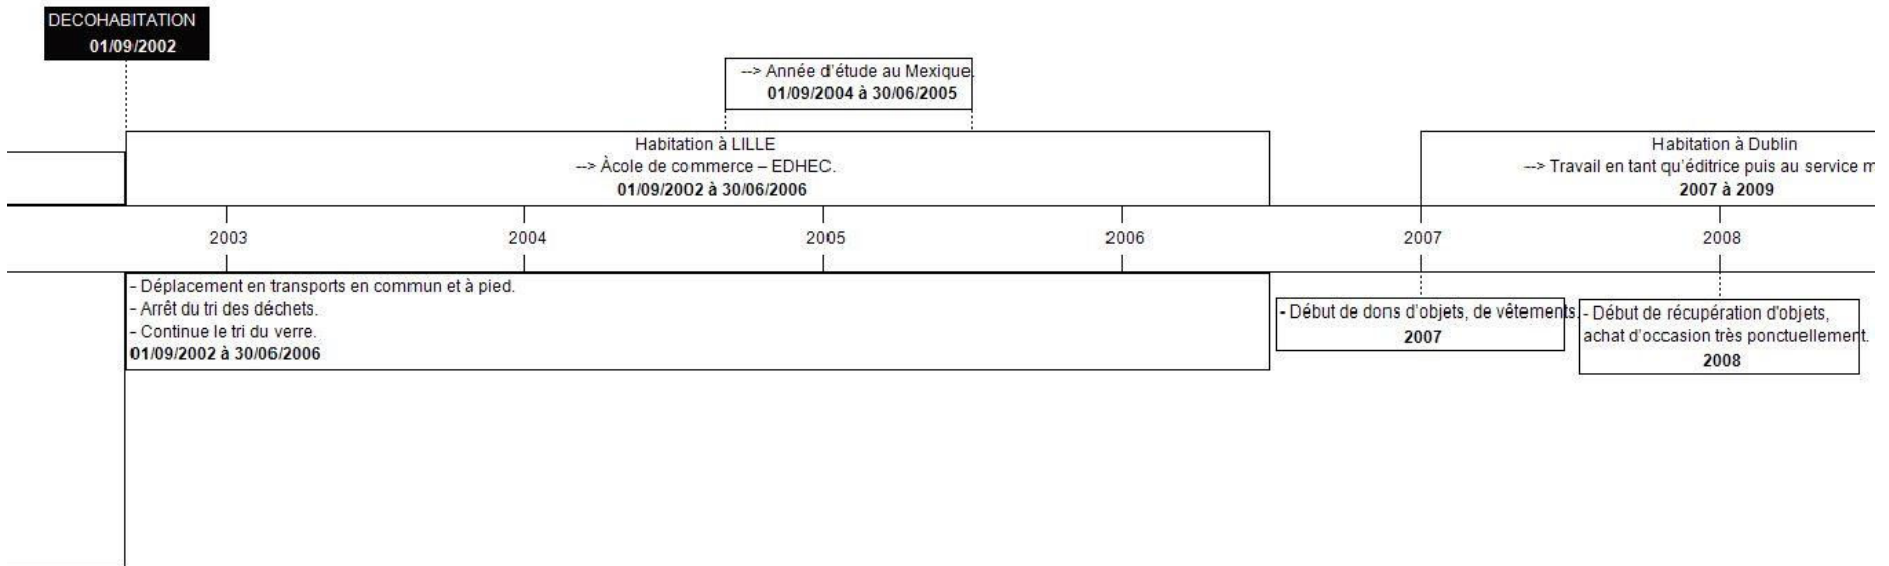 DECOHABITATION
01/09/2002
--> Année d'étude au Mexique.
01/09/2004 à 30/06/2005
Habitation à LILLE
--> Àcole de commerce – EDHEC.
01/09/2002 à 30/06/2006
Habitation à Dublin
--> Travail en tant qu'éditrice puis au service m
2007 à 2009
2003
2004
2005
2006
2007
2008
- Déplacement en transports en commun et à pied.
- Arrêt du tri des déchets.
- Continue le tri du verre.
01/09/2002 à 30/06/2006
- Début de dons d'objets, de vêtements.
2007
- Début de récupération d'objets,
achat d'occasion très ponctuellement.
2008